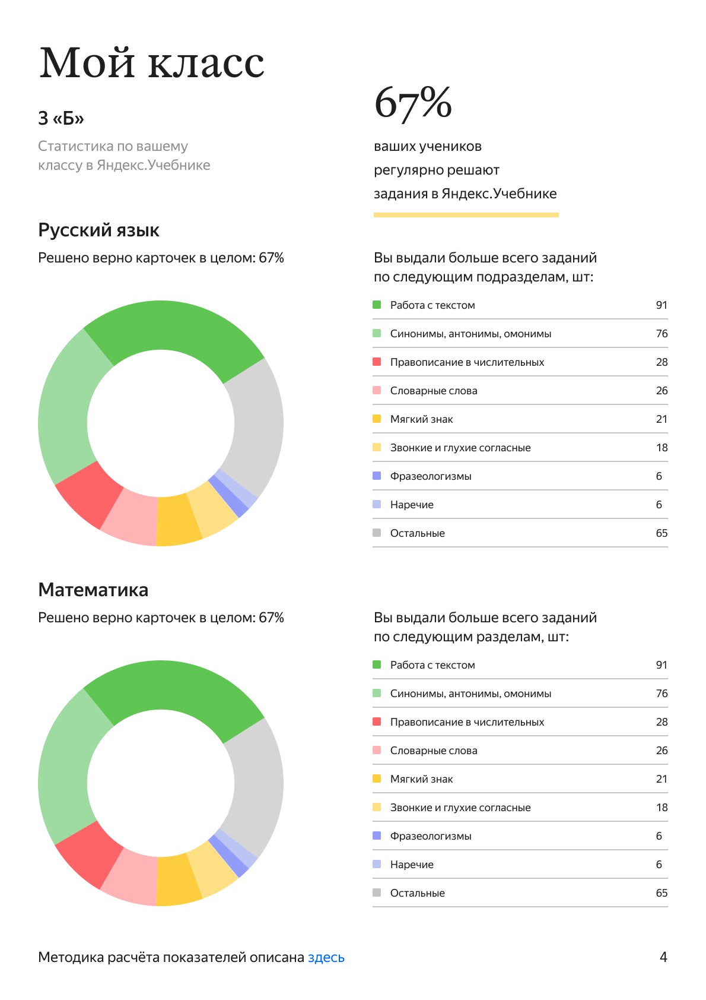 Мой класс
3 «Б»
Статистика по вашему
классу в Яндекс.Учебнике
67%
ваших учеников
регулярно решают
задания в Яндекс.Учебнике
Русский язык
Решено верно карточек в целом: 67%
Вы выдали больше всего заданий
по следующим подразделам, шт:
Работа с текстом 91
Синонимы, антонимы, омонимы 76
Правописание в числительных 28
Словарные слова 26
Мягкий знак 21
Звонкие и глухие согласные 18
Фразеологизмы 6
Наречие 6
Остальные 65
Математика
Решено верно карточек в целом: 67%
Вы выдали больше всего заданий
по следующим разделам, шт:
Работа с текстом 91
Синонимы, антонимы, омонимы 76
Правописание в числительных 28
Словарные слова 26
Мягкий знак 21
Звонкие и глухие согласные 18
Фразеологизмы 6
Наречие 6
Остальные 65
Методика расчёта показателей описана здесь
4